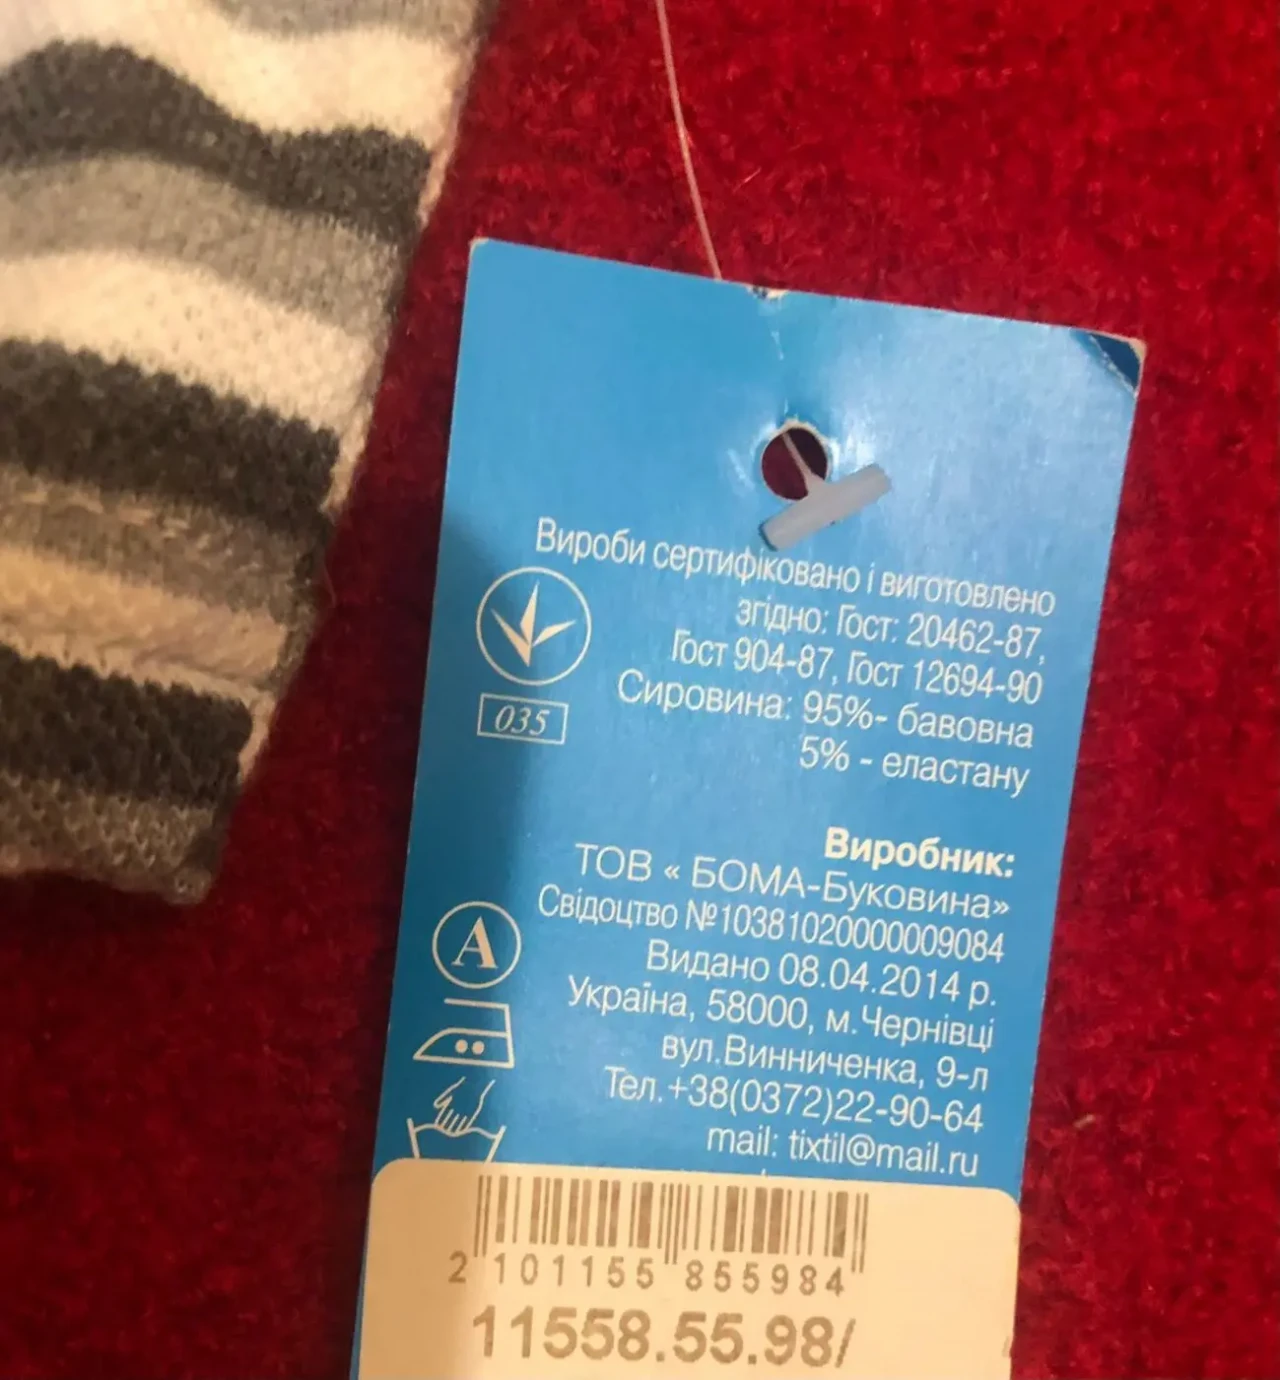 Вироби сертифіковано і виготовлено
згідно: Гост: 20462-87,
Гост 904-87, Гост 12694-90
Сировина: 95%- бавовна
5% - еластану
035
Виробник:
ТОВ « БОМА-Буковина»
Свідоцтво №10381020000009084
Видано 08.04.2014 р.
Україна, 58000, м.Чернівці
вул.Винниченка, 9-л
Тел.+38(0372)22-90-64
mail: tixtil@mail.ru
A
2 101155 855984
11558.55.98/